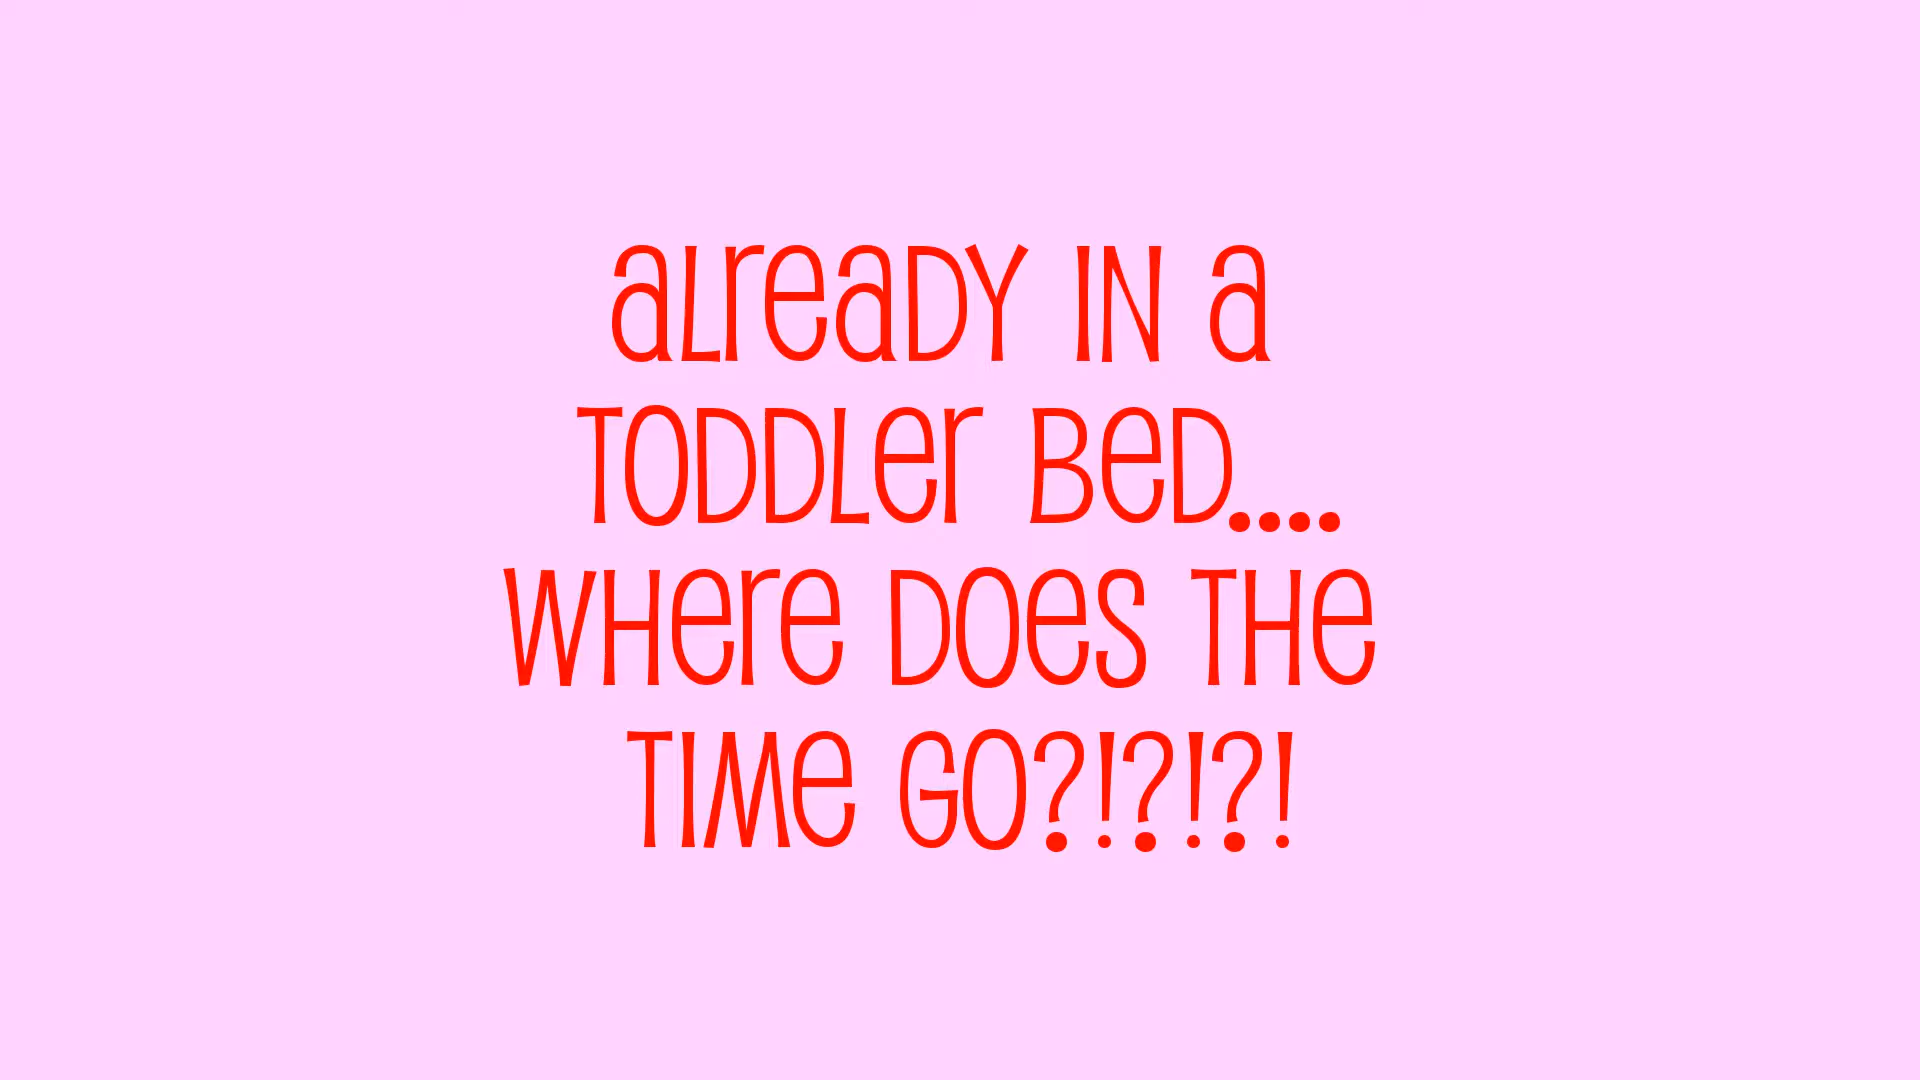 already in a
toddler bed....
where does the
time go?!?!?!